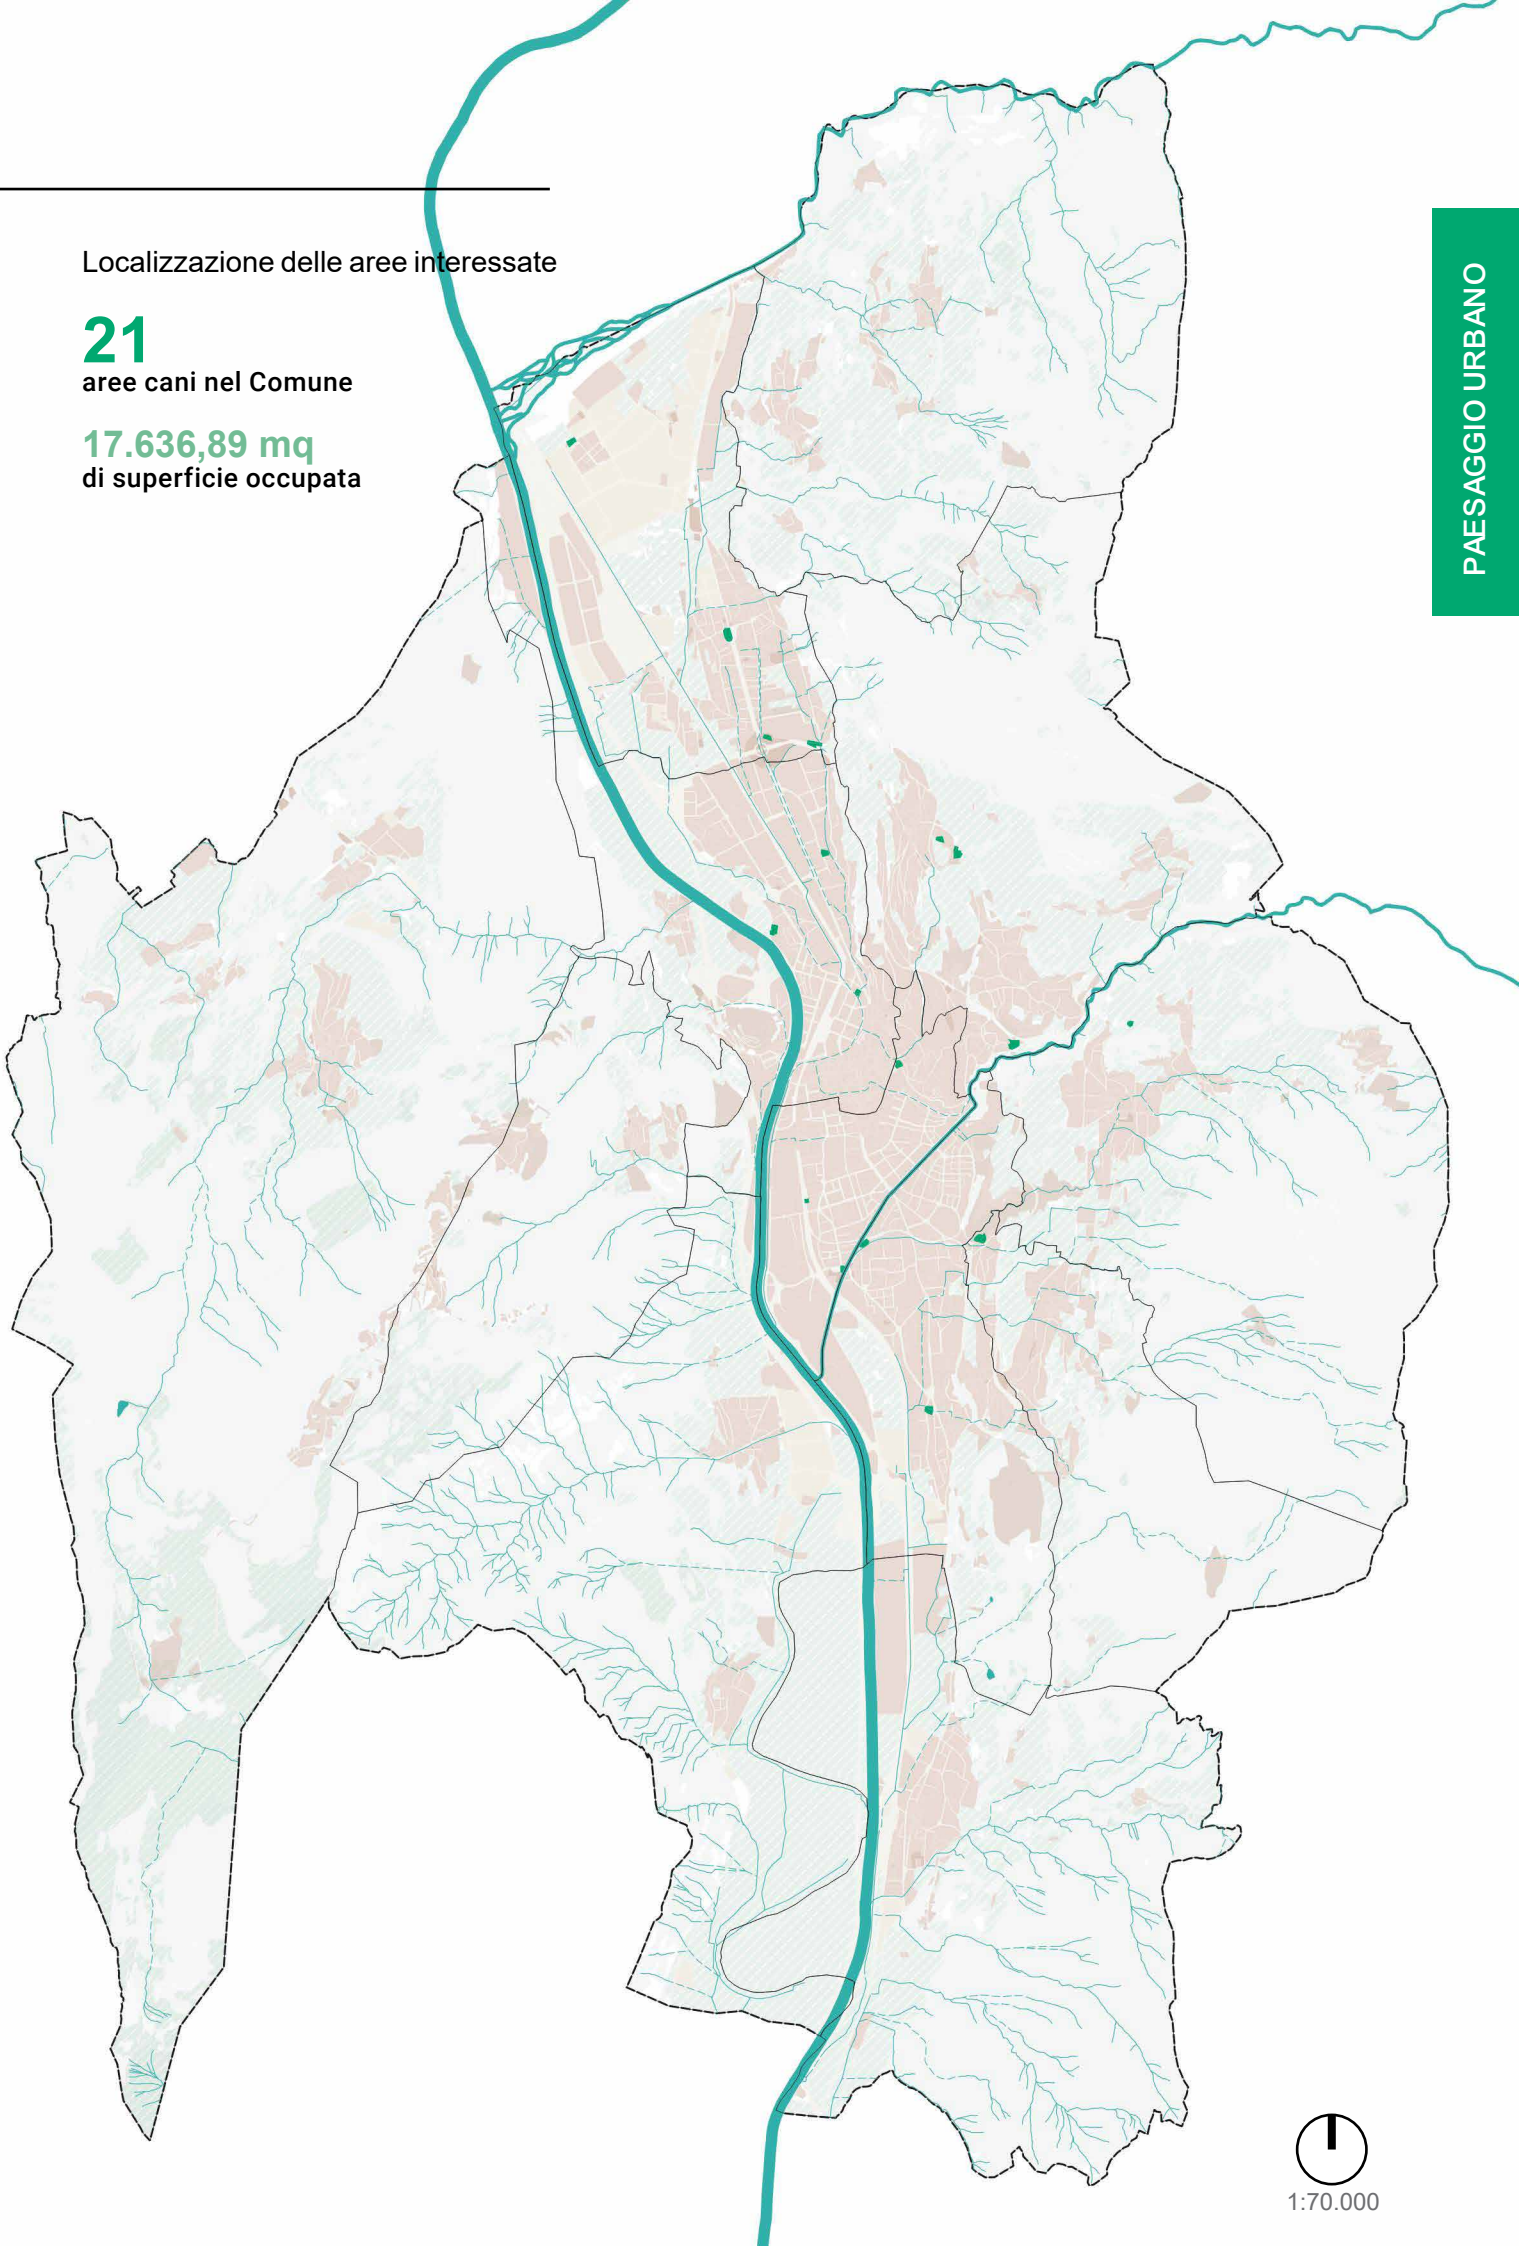 Localizzazione delle aree interessate
21
aree cani nel Comune
17.636,89 mq
di superficie occupata
PAESAGGIO URBANO
1:70.000